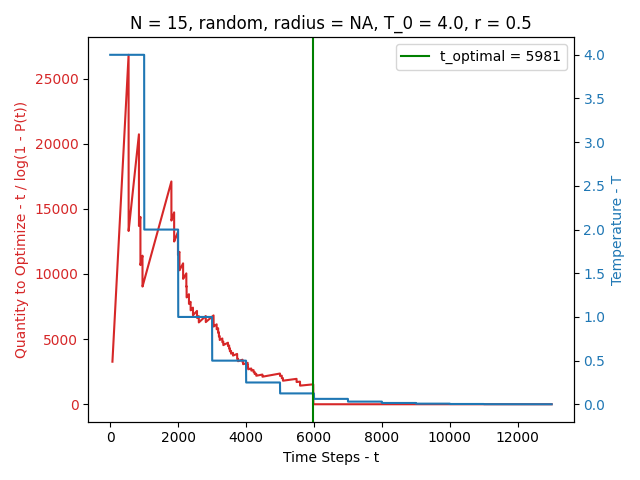 N = 15, random, radius = NA, T_0 = 4.0, r = 0.5
t_optimal = 5981
Quantity to Optimize - t / log(1 - P(t))
25000
20000
15000
10000
5000
0
4.0
3.5
3.0
2.5
2.0
1.5
1.0
0.5
0.0
Temperature - T
0 2000 4000 6000 8000 10000 12000
Time Steps - t